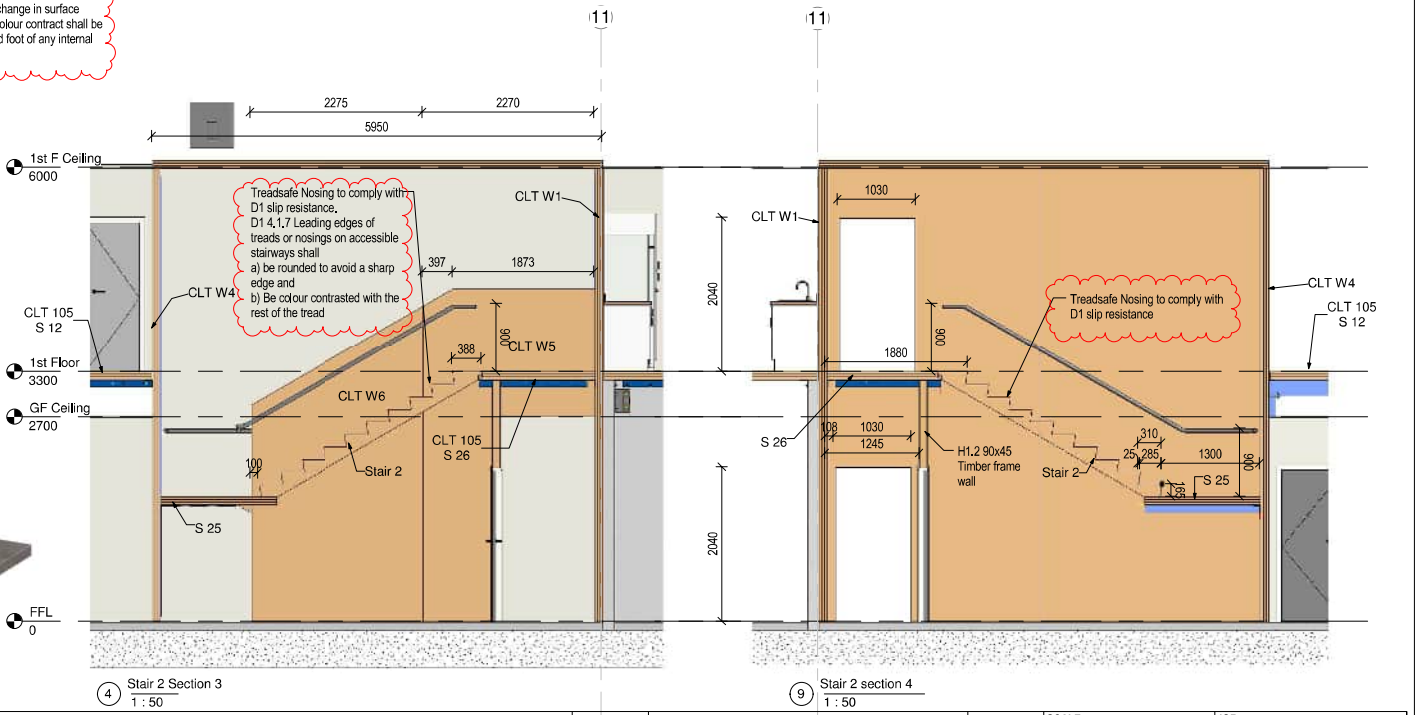 change in surface
colour contract shall be
d foot of any internal
11
11
2275
2270
5950
1st F Ceiling
6000
Treadsafe Nosing to comply with
D1 slip resistance.
D1 4.1.7 Leading edges of
treads or nosings on accessible
stairways shall
a) be rounded to avoid a sharp
edge and
b) Be colour contrasted with the
rest of the tread
CLT W1
397
1873
CLT W4
CLT 105
S 12
900
388
CLT W5
1st Floor
3300
CLT W6
GF Ceiling
2700
CLT 105
S 26
100
Stair 2
S 25
FFL
0
4
Stair 2 Section 3
1 : 50
1030
CLT W1
2040
CLT W4
Treadsafe Nosing to comply with
D1 slip resistance
CLT 105
S 12
900
1880
S 26
108
1030
1245
H1.2 90x45
Timber frame
wall
310
25
285
1300
900
Stair 2
165
S 25
2040
9
Stair 2 section 4
1 : 50